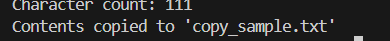 Character count: 111
Contents copied to 'copy_sample.txt'